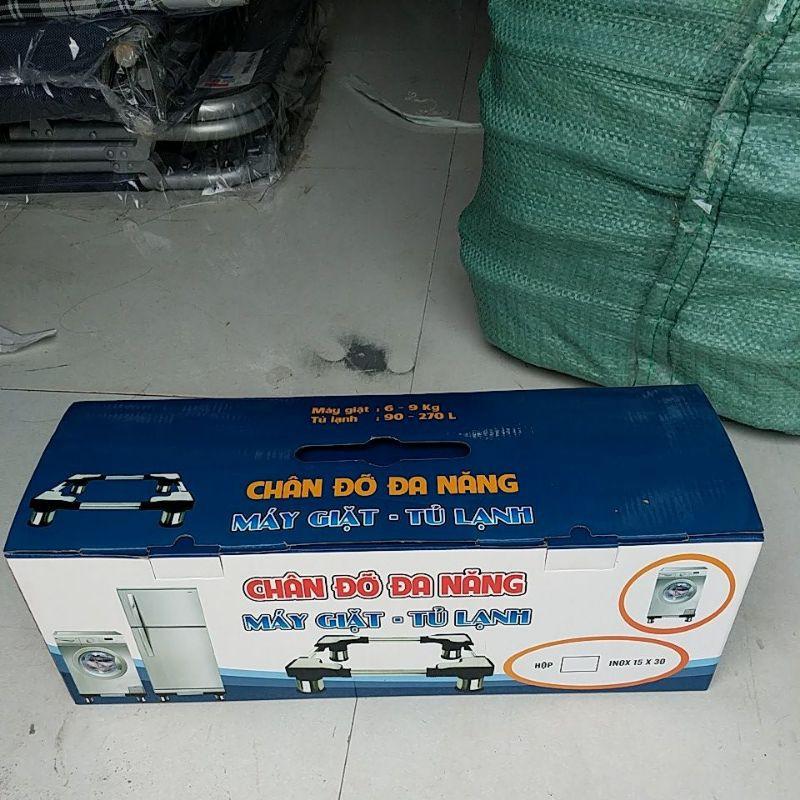 Máy giặt : 6 - 9 Kg
Tủ lạnh : 90 - 270 L
CHÂN ĐỠ ĐA NĂNG
MÁY GIẶT - TỦ LẠNH
CHÂN ĐỠ ĐA NĂNG
MÁY GIẶT - TỦ LẠNH
HỘP INOX 15 X 30